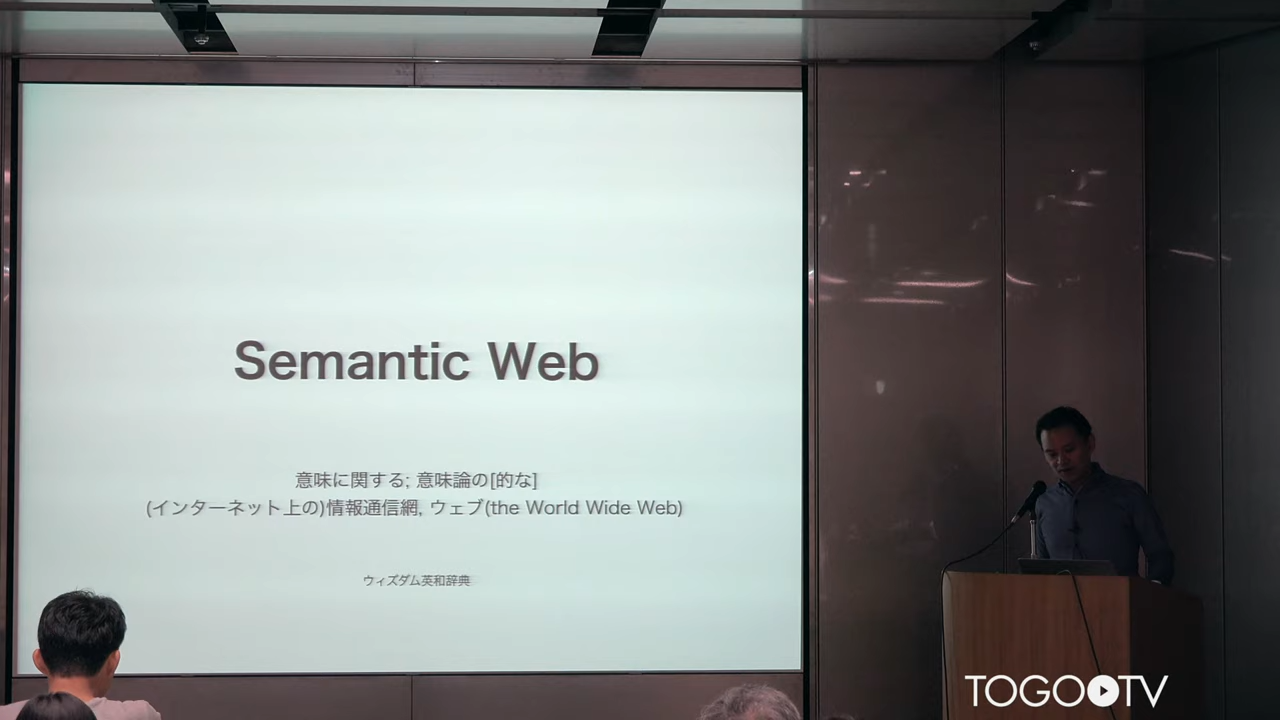 Semantic Web
意味に関する; 意味論の[的な]
(インターネット上の)情報通信網, ウェブ(the World Wide Web)
ウィズダム英和辞典
TOGOTV